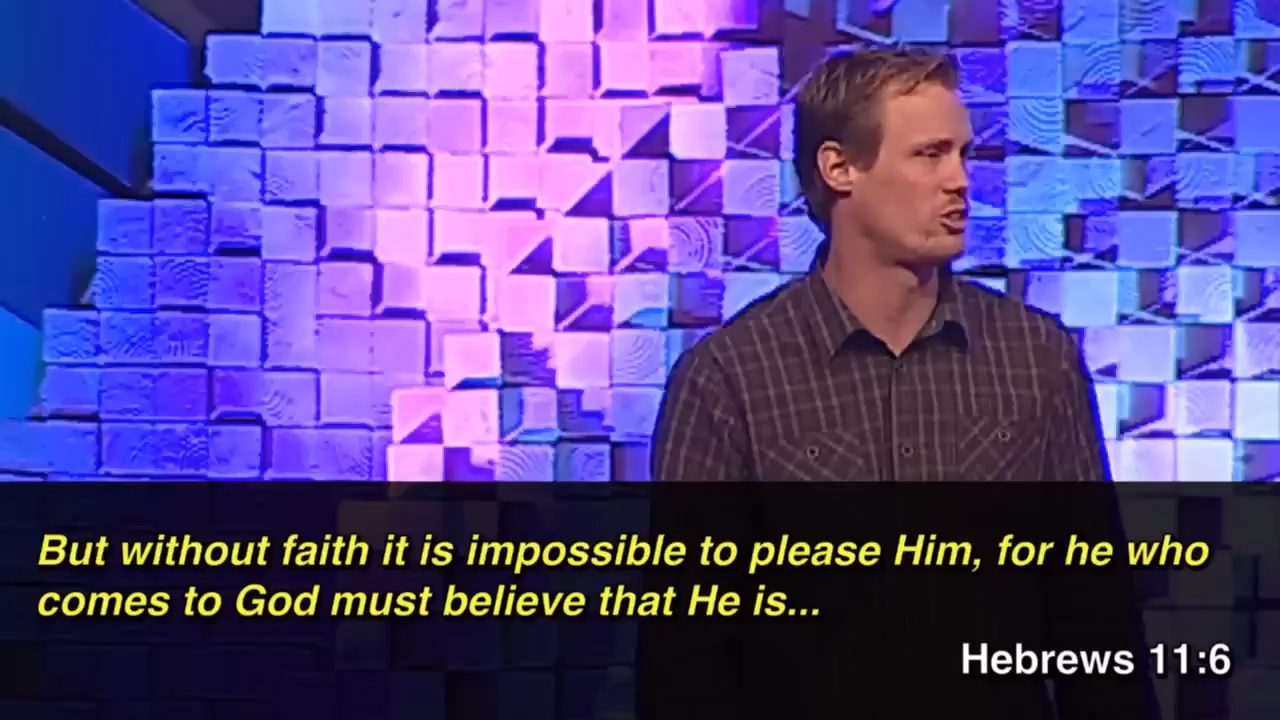 But without faith it is impossible to please Him, for he who
comes to God must believe that He is...
Hebrews 11:6